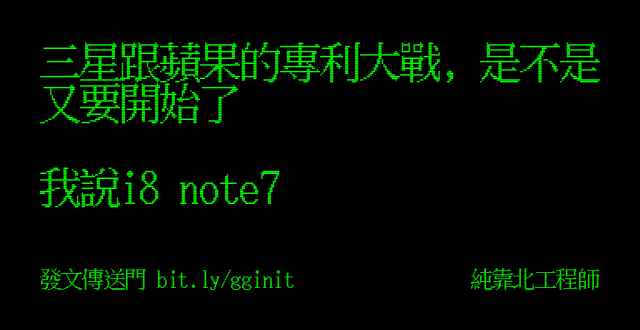 三星跟蘋果的專利大戰，是不是
又要開始了
我說i8 note7
發文傳送門 bit.ly/gginit
純靠北工程師